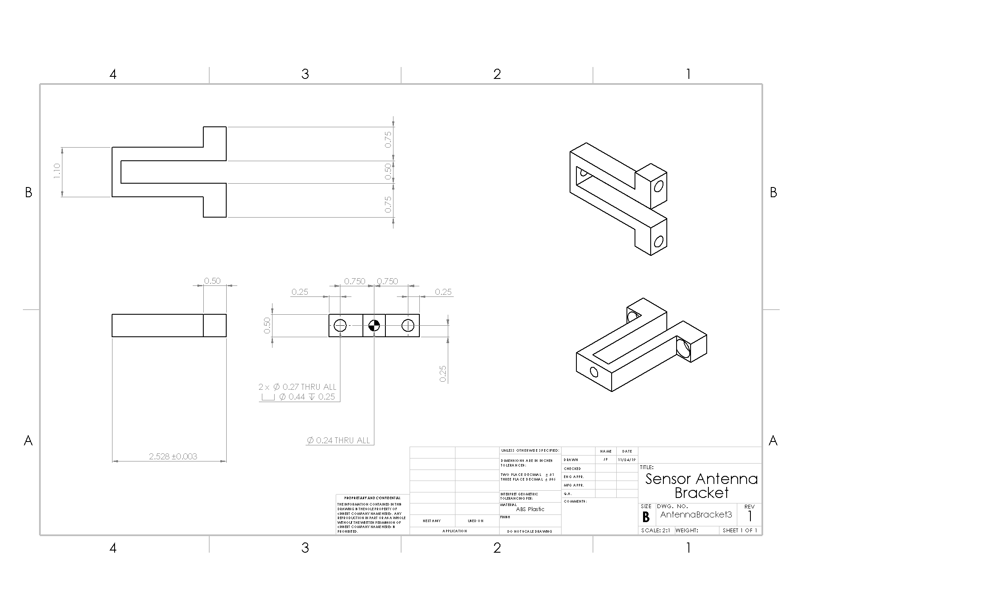 4 3 2 1
B B
0.75
0.50
0.75
1.10
0.50
0.750 0.750
0.25 0.25
0.50
0.25
2 x Ø 0.27 THRU ALL
⌴ Ø 0.44 ↧ 0.25
Ø 0.24 THRU ALL
2.528 ±0.003
A A
PROPRIETARY AND CONFIDENTIAL
THE INFORMATION CONTAINED IN THIS
DRAWING IS THE SOLE PROPERTY OF
<INSERT COMPANY NAME HERE>. ANY
REPRODUCTION IN PART OR AS A WHOLE
WITHOUT THE WRITTEN PERMISSION OF
<INSERT COMPANY NAME HERE> IS
PROHIBITED.
NEXT ASSY USED ON
APPLICATION
UNLESS OTHERWISE SPECIFIED:
DIMENSIONS ARE IN INCHES
TOLERANCES:
TWO PLACE DECIMAL ± .01
THREE PLACE DECIMAL ± .005
INTERPRET GEOMETRIC
TOLERANCING PER:
MATERIAL
ABS Plastic
FINISH
DO NOT SCALE DRAWING
NAME DATE
DRAWN JP 11/24/19
CHECKED
ENG APPR.
MFG APPR.
Q.A.
COMMENTS:
TITLE:
Sensor Antenna
Bracket
SIZE DWG. NO. REV
B AntennaBracket3 1
SCALE: 2:1 WEIGHT: SHEET 1 OF 1
4 3 2 1